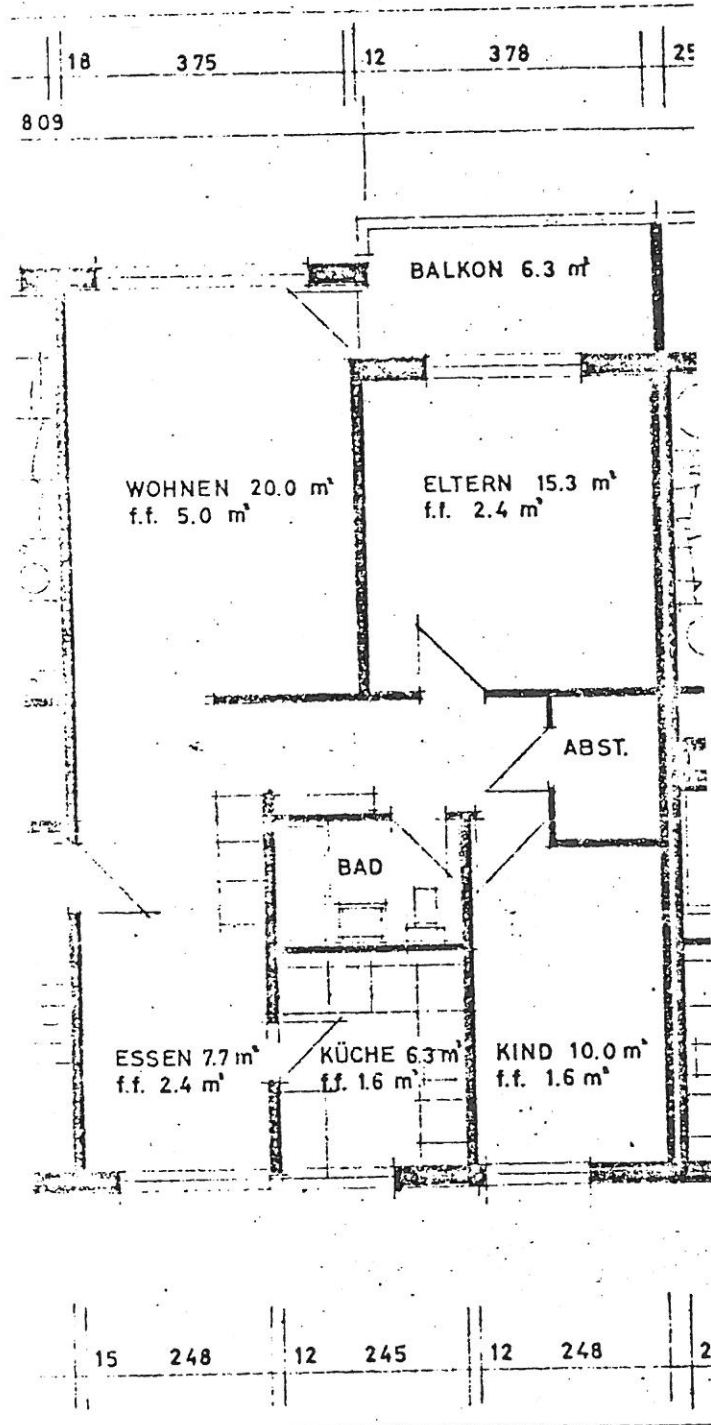 18 375 12 378 25
809
BALKON 6.3 m²
WOHNEN 20.0 m²
f.f. 5.0 m²
ELTERN 15.3 m²
f.f. 2.4 m²
ABST.
BAD
ESSEN 7.7 m²
f.f. 2.4 m²
KÜCHE 6.3 m²
f.f. 1.6 m²
KIND 10.0 m²
f.f. 1.6 m²
15 248 12 245 12 248 2